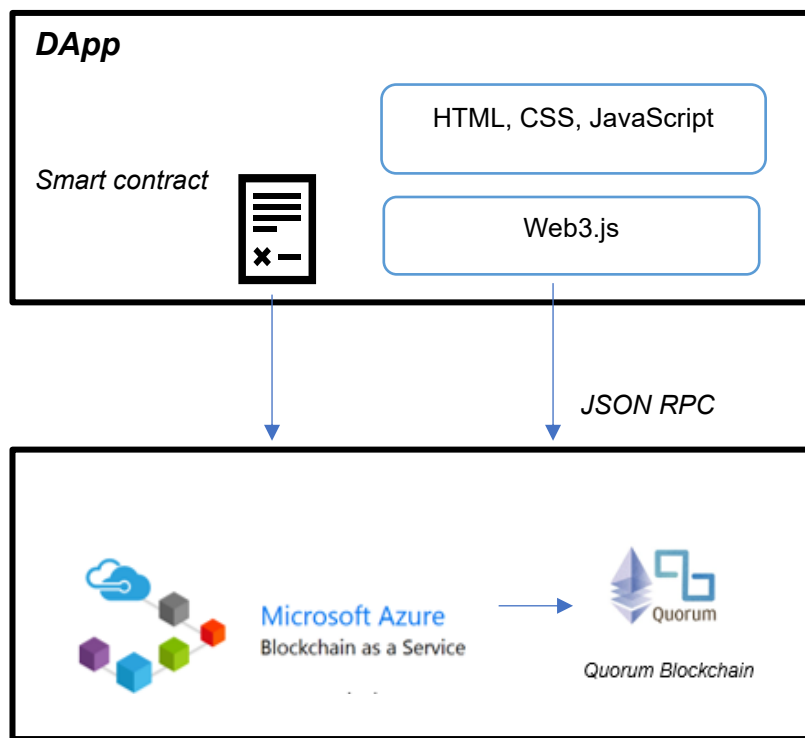 DApp
HTML, CSS, JavaScript
Smart contract
Web3.js
JSON RPC
Microsoft Azure
Blockchain as a Service
Quorum
Quorum Blockchain